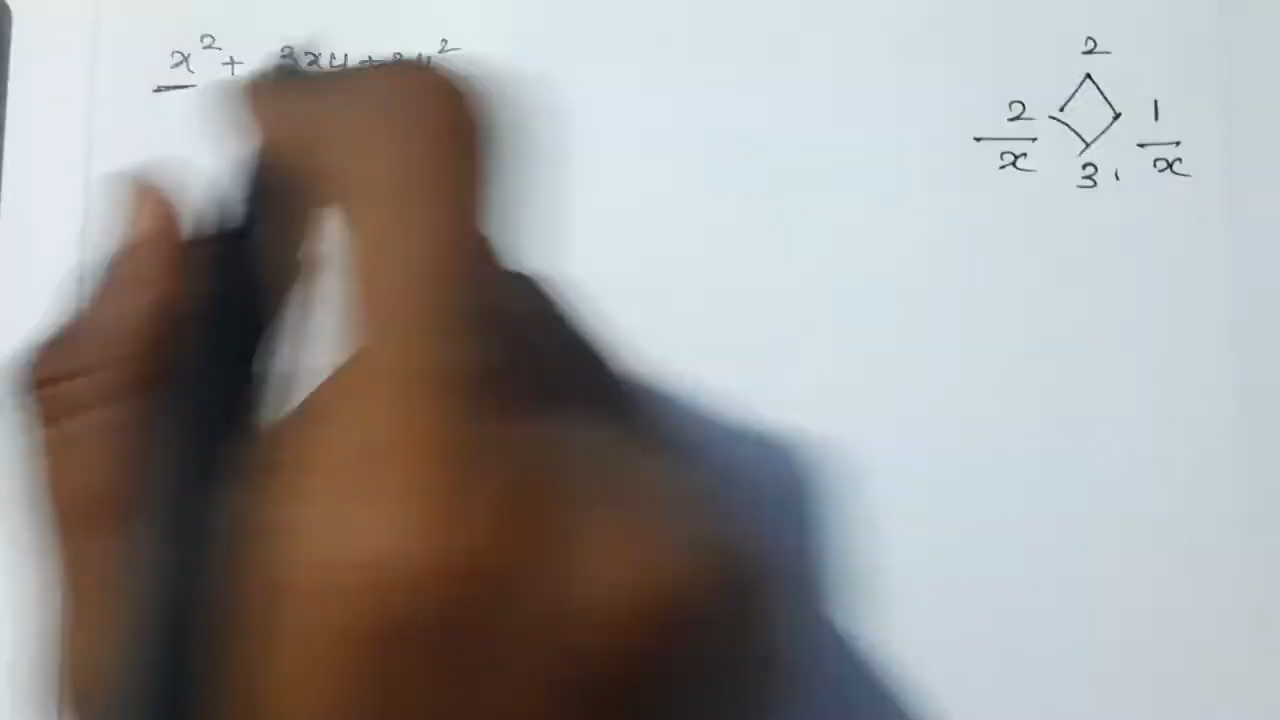 x² + 3xy + 2y²
2
2 1
x x
3